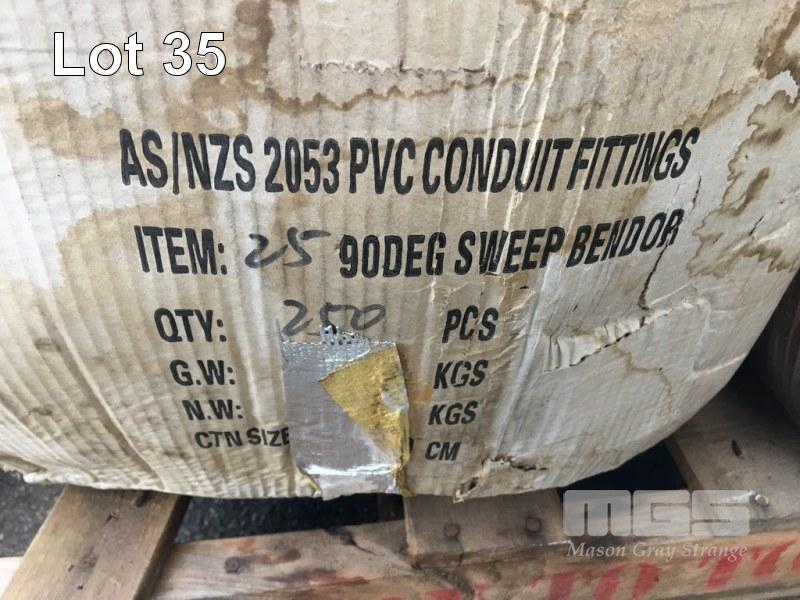 Lot 35
AS/NZS 2053 PVC CONDUIT FITTINGS
ITEM: 25 90DEG SWEEP BENDOR
QTY: 250 PCS
G.W: KGS
N.W: KGS
CTN SIZE CM
MGS
Mason Gray Strange